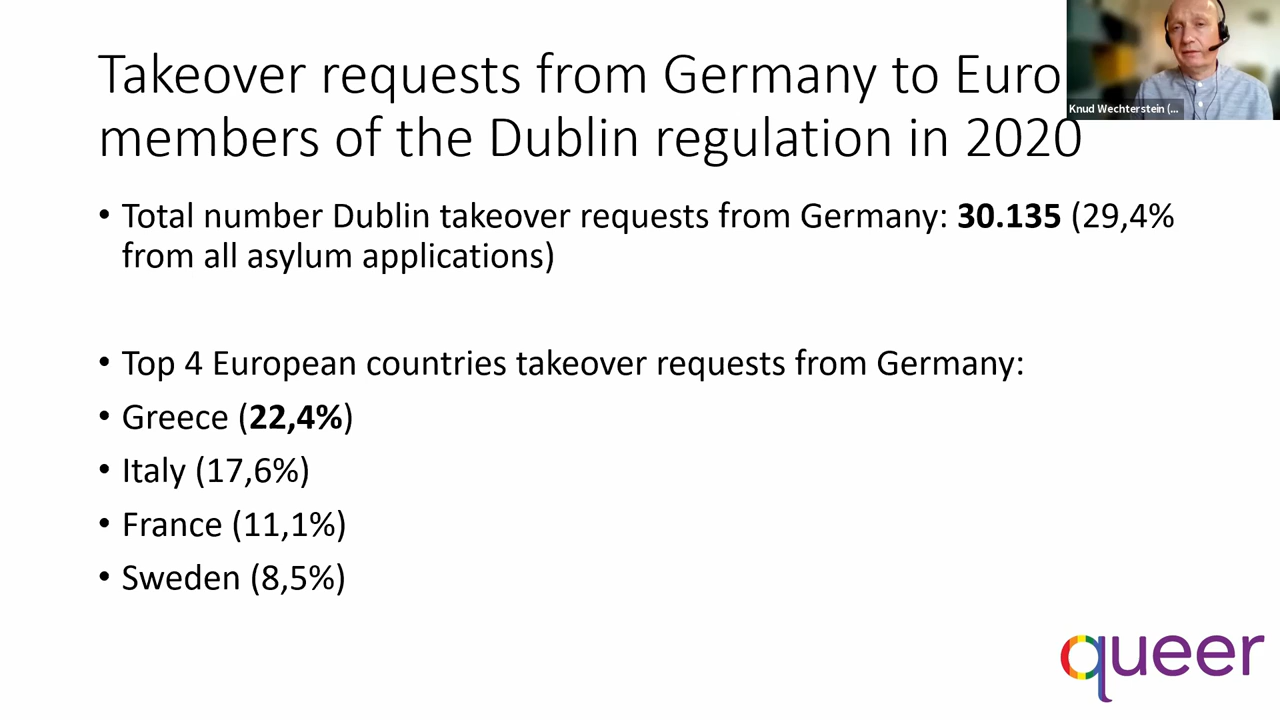 Takeover requests from Germany to Euro
members of the Dublin regulation in 2020
Knud Wechterstein (...
• Total number Dublin takeover requests from Germany: 30.135 (29,4%
from all asylum applications)
• Top 4 European countries takeover requests from Germany:
• Greece (22,4%)
• Italy (17,6%)
• France (11,1%)
• Sweden (8,5%)
queer